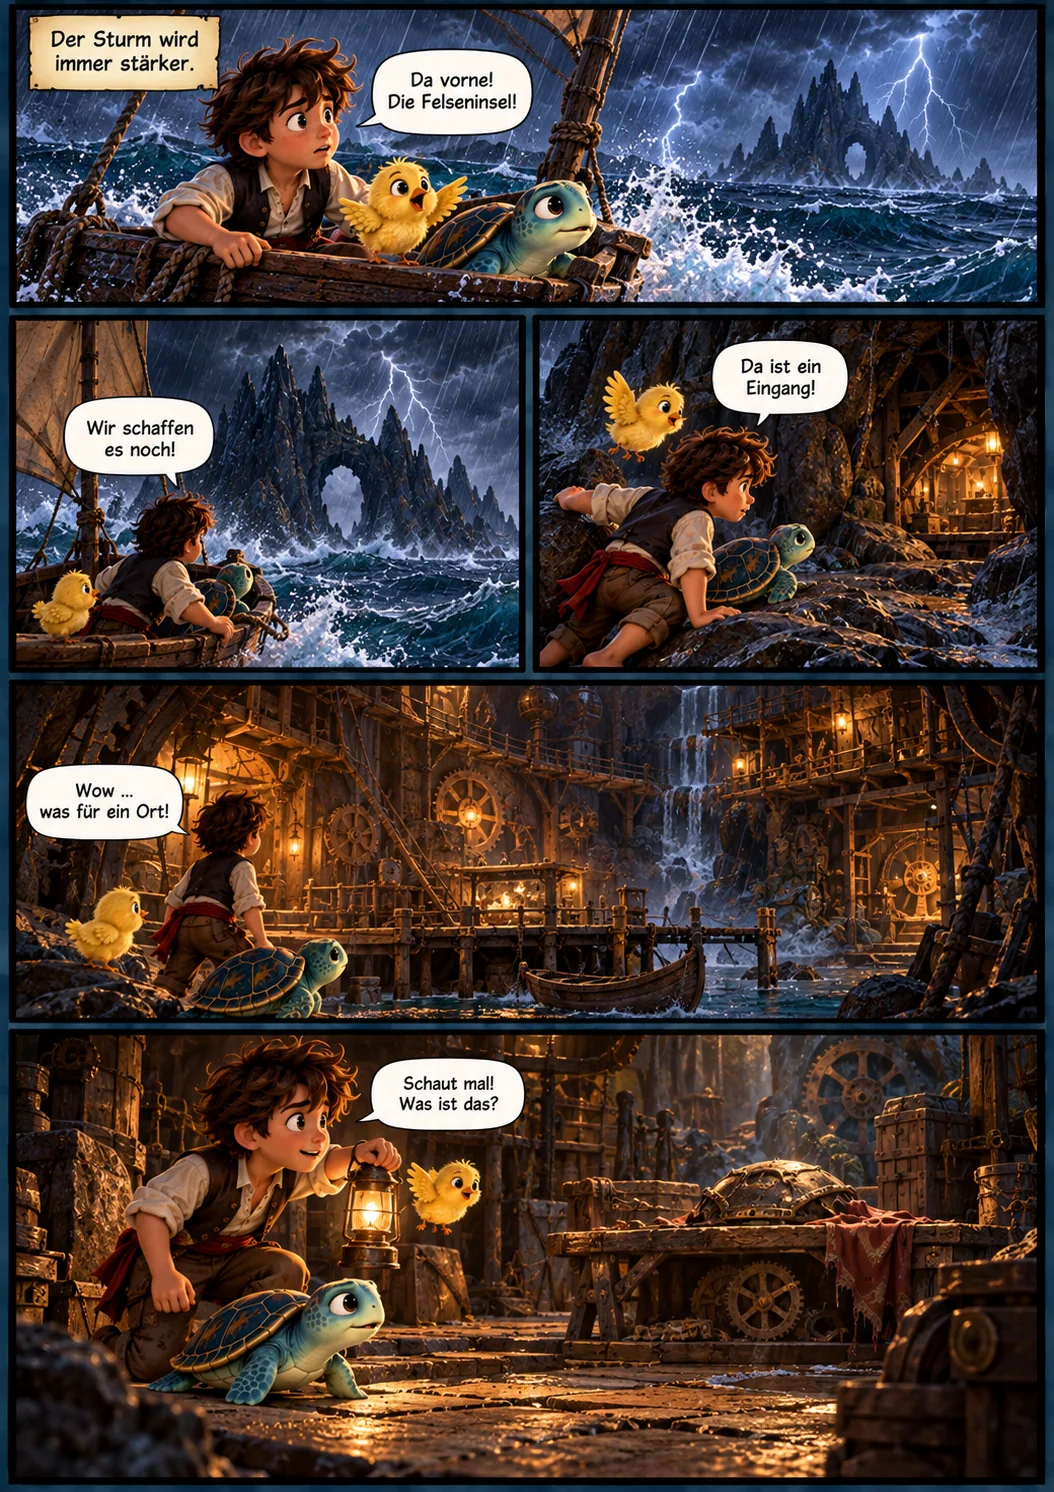 Der Sturm wird
immer stärker.
Da vorne!
Die Felseninsel!
Wir schaffen
es noch!
Da ist ein
Eingang!
Wow ...
was für ein Ort!
Schaut mal!
Was ist das?